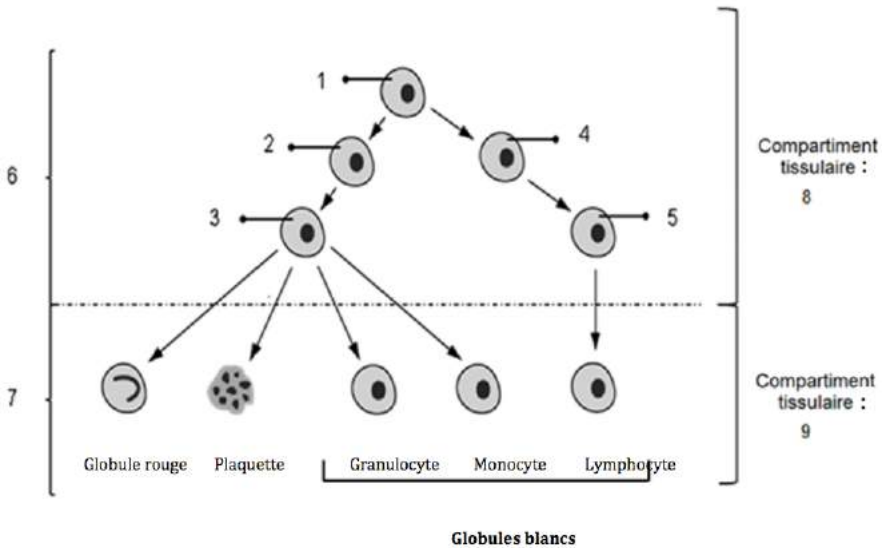 1
2
4
Compartiment
tissulaire :
8
6
3
5
7
Compartiment
tissulaire :
9
Globule rouge Plaquette Granulocyte Monocyte Lymphocyte
Globules blancs